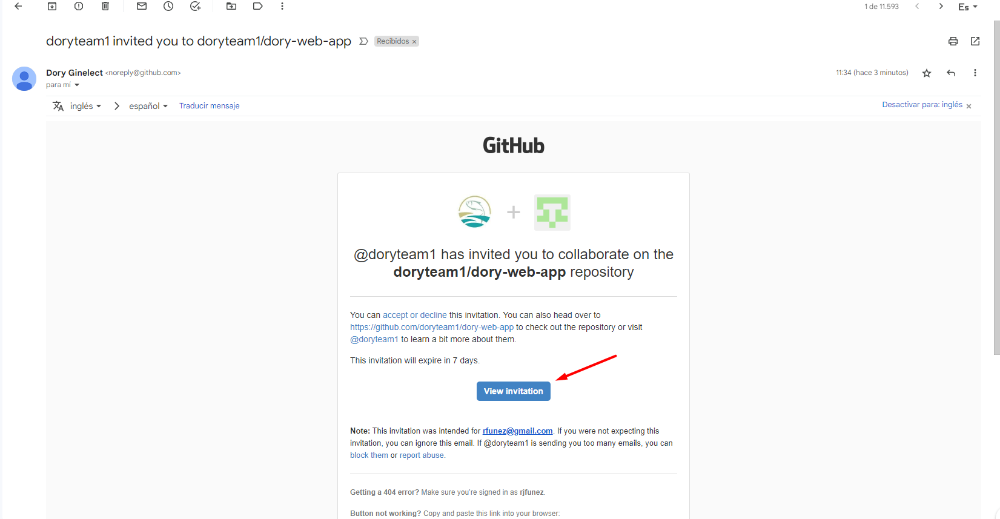 1 de 11.593
Es
doryteam1 invited you to doryteam1/dory-web-app
Recibidos ×
Dory Ginelect <noreply@github.com>
11:34 (hace 3 minutos)
para mí
inglés
español
Traducir mensaje
Desactivar para: inglés ×
GitHub
@doryteam1 has invited you to collaborate on the
doryteam1/dory-web-app repository
You can accept or decline this invitation. You can also head over to
https://github.com/doryteam1/dory-web-app to check out the repository or visit
@doryteam1 to learn a bit more about them.
This invitation will expire in 7 days.
View invitation
Note: This invitation was intended for rfunez@gmail.com. If you were not expecting this
invitation, you can ignore this email. If @doryteam1 is sending you too many emails, you can
block them or report abuse.
Getting a 404 error? Make sure you're signed in as rjfunez.
Button not working? Copy and paste this link into your browser: